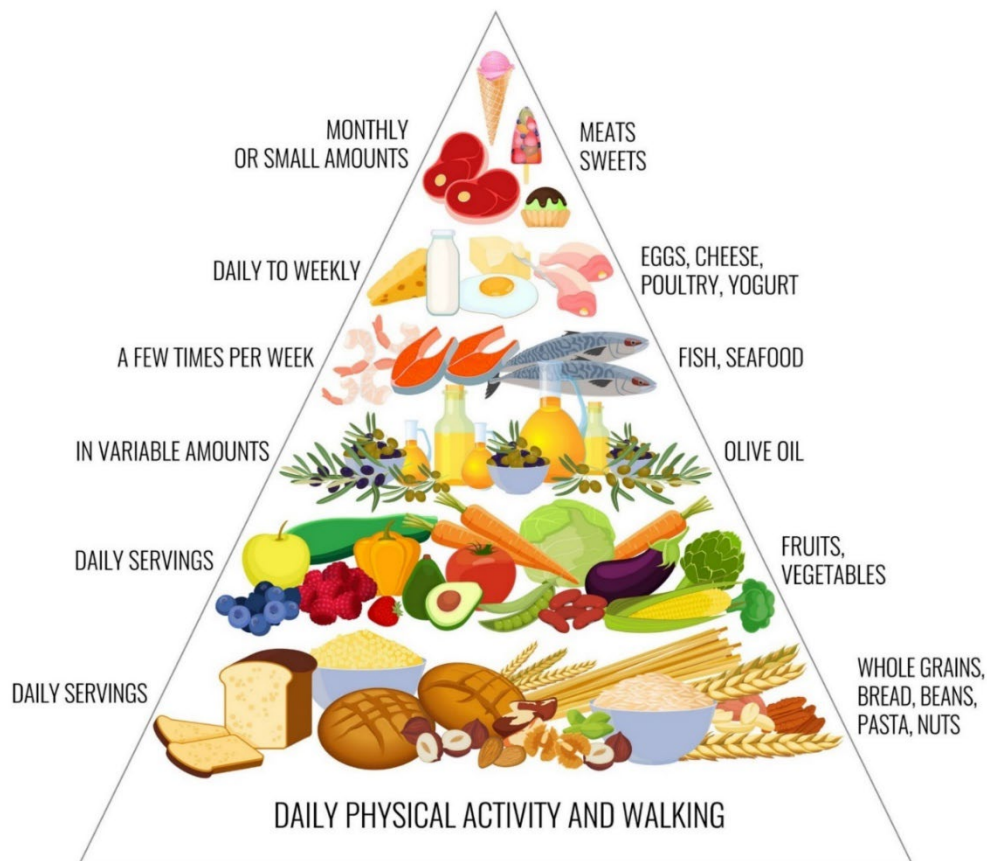 MONTHLY
OR SMALL AMOUNTS
MEATS
SWEETS
DAILY TO WEEKLY
EGGS, CHEESE,
POULTRY, YOGURT
A FEW TIMES PER WEEK
FISH, SEAFOOD
IN VARIABLE AMOUNTS
OLIVE OIL
DAILY SERVINGS
FRUITS,
VEGETABLES
DAILY SERVINGS
WHOLE GRAINS,
BREAD, BEANS,
PASTA, NUTS
DAILY PHYSICAL ACTIVITY AND WALKING